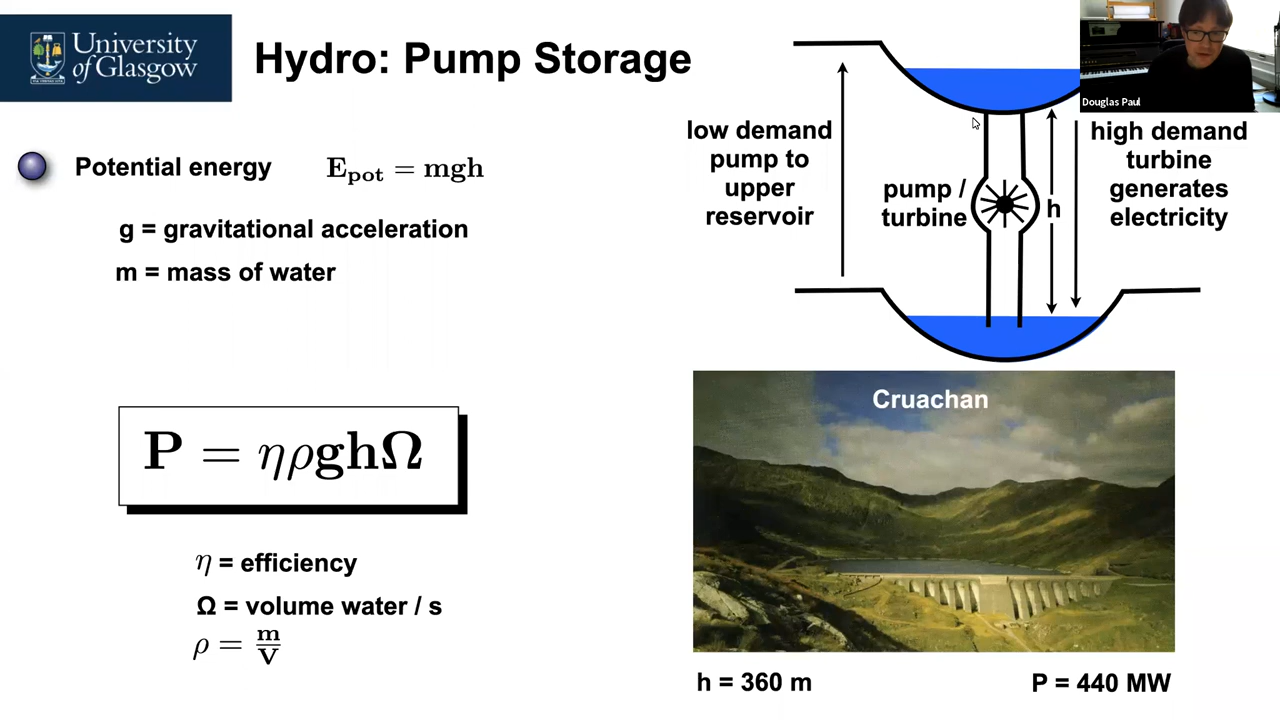 University
of Glasgow
Hydro: Pump Storage
Douglas Paul
Potential energy E_pot = mgh
g = gravitational acceleration
m = mass of water
P = ηρghΩ
η = efficiency
Ω = volume water / s
ρ = m/V
low demand
pump to
upper
reservoir
pump /
turbine
h
high demand
turbine
generates
electricity
Cruachan
h = 360 m P = 440 MW